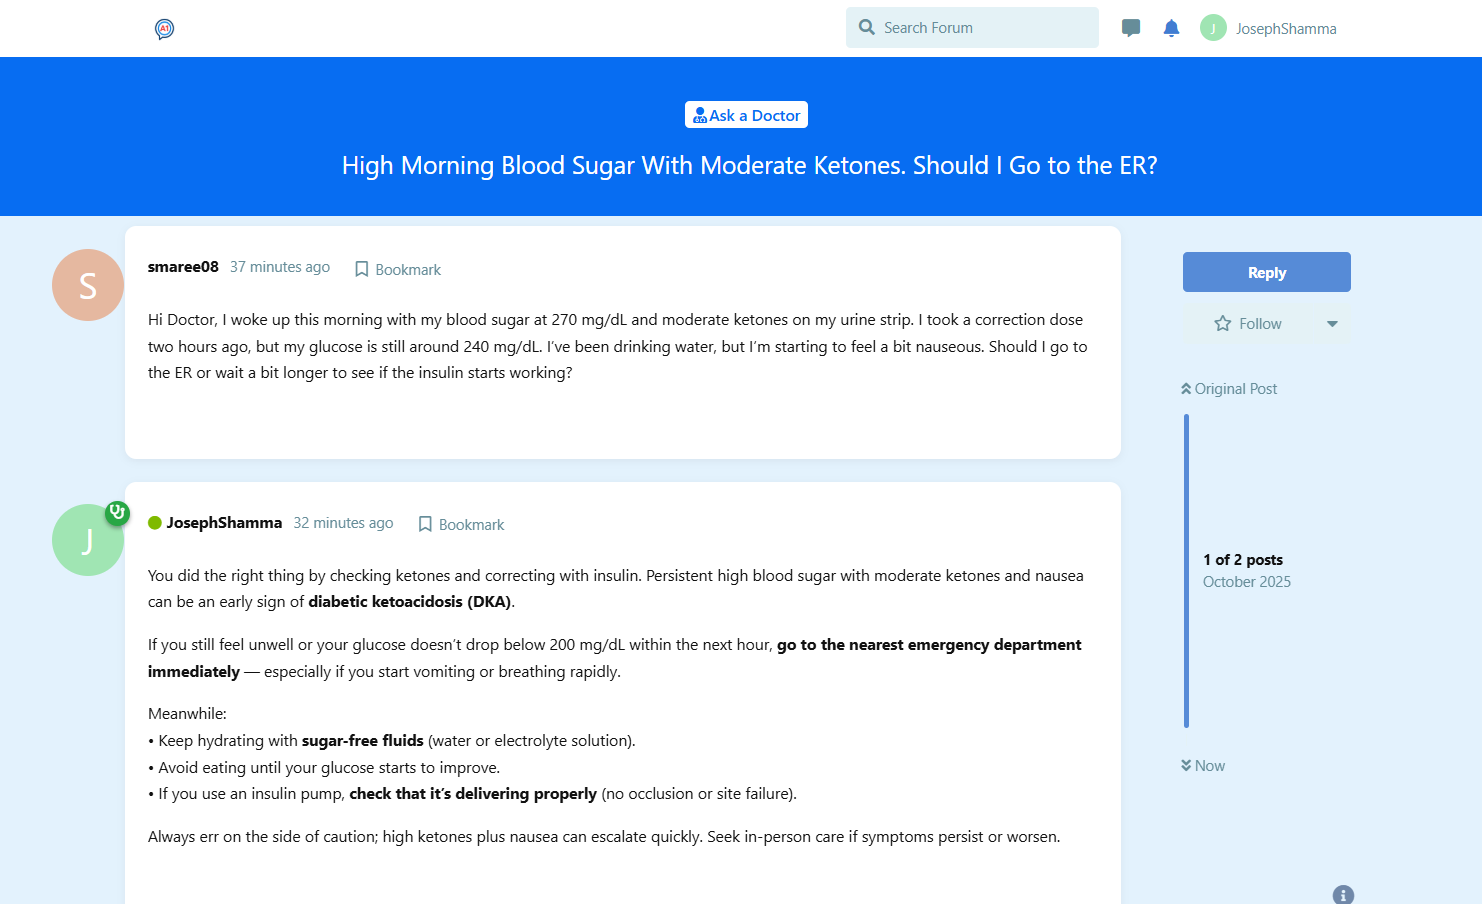 A1
Search Forum
J
JosephShamma
Ask a Doctor
High Morning Blood Sugar With Moderate Ketones. Should I Go to the ER?
S
smaree08 37 minutes ago Bookmark
Hi Doctor, I woke up this morning with my blood sugar at 270 mg/dL and moderate ketones on my urine strip. I took a correction dose
two hours ago, but my glucose is still around 240 mg/dL. I’ve been drinking water, but I’m starting to feel a bit nauseous. Should I go to
the ER or wait a bit longer to see if the insulin starts working?
Reply
Follow
Original Post
1 of 2 posts
October 2025
Now
J
JosephShamma 32 minutes ago Bookmark
You did the right thing by checking ketones and correcting with insulin. Persistent high blood sugar with moderate ketones and nausea
can be an early sign of diabetic ketoacidosis (DKA).
If you still feel unwell or your glucose doesn’t drop below 200 mg/dL within the next hour, go to the nearest emergency department
immediately — especially if you start vomiting or breathing rapidly.
Meanwhile:
• Keep hydrating with sugar-free fluids (water or electrolyte solution).
• Avoid eating until your glucose starts to improve.
• If you use an insulin pump, check that it’s delivering properly (no occlusion or site failure).
Always err on the side of caution; high ketones plus nausea can escalate quickly. Seek in-person care if symptoms persist or worsen.